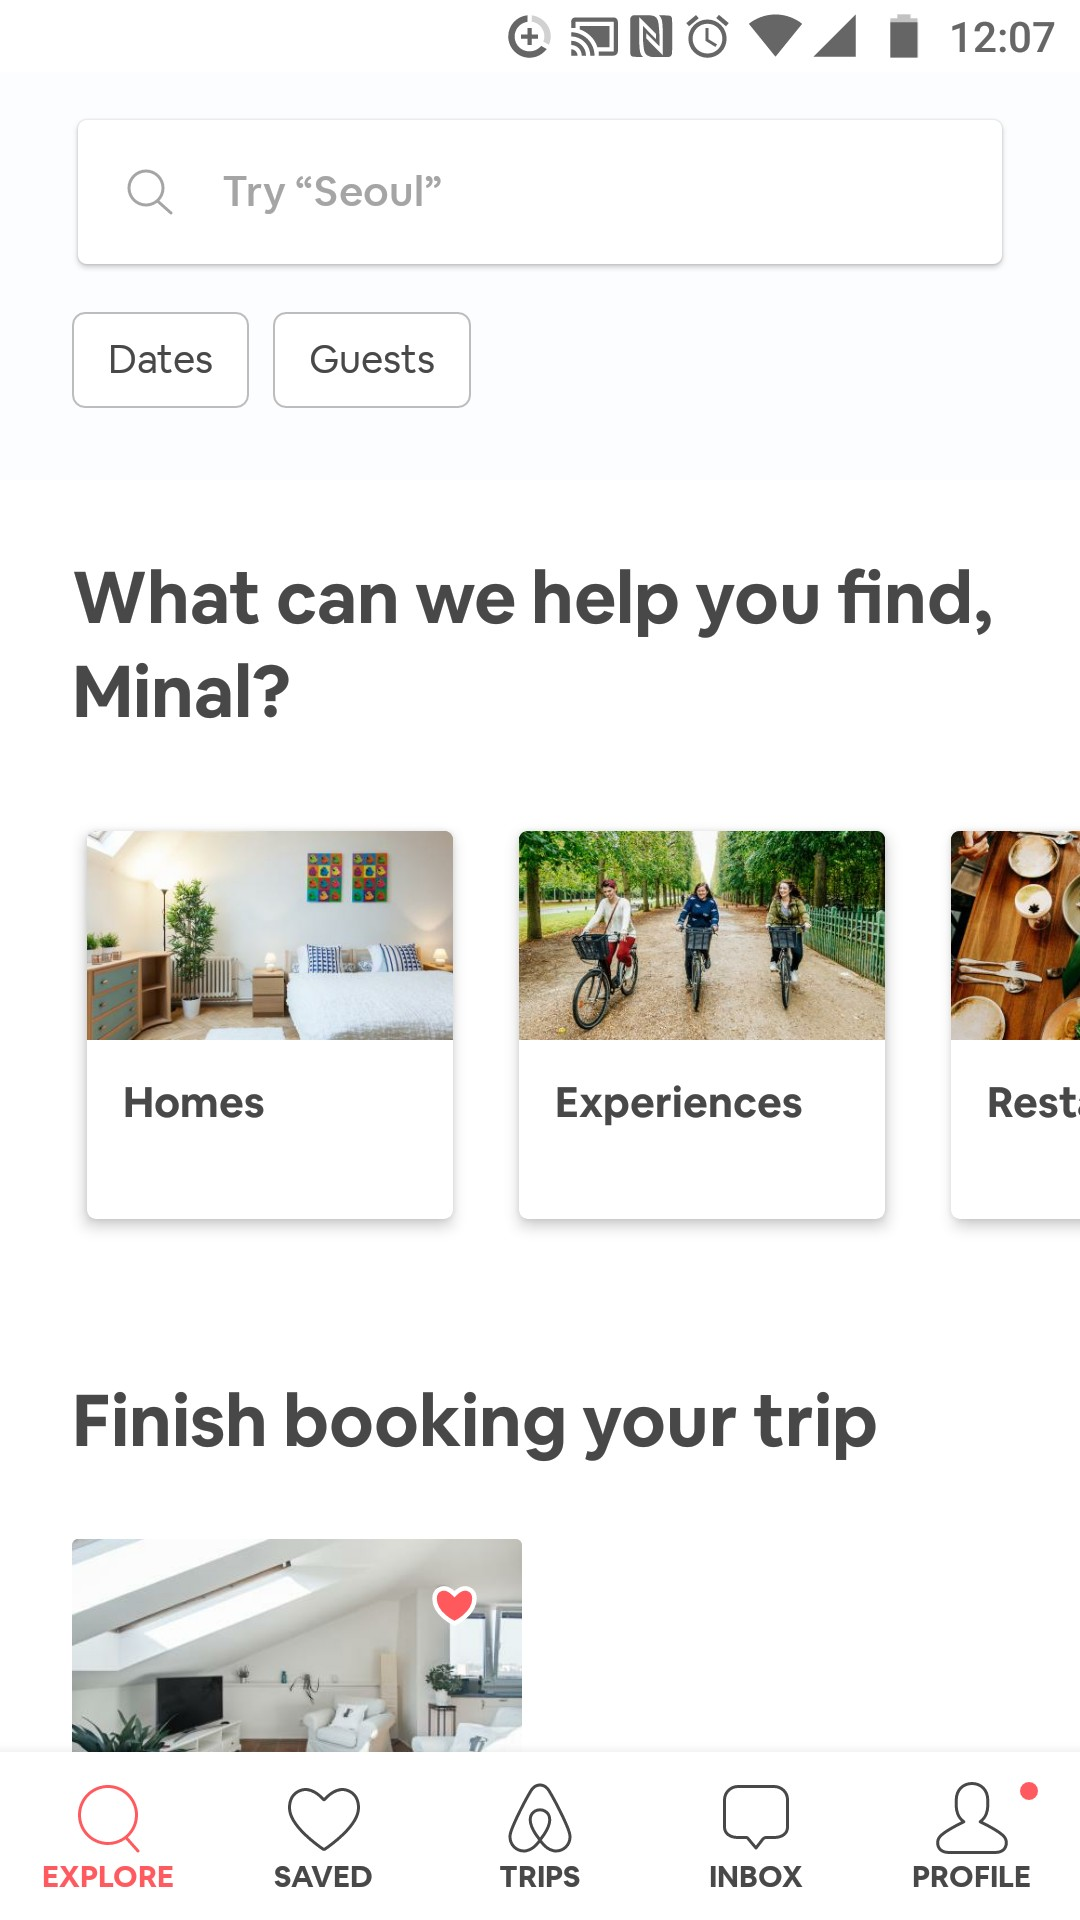 12:07
Try “Seoul”
Dates Guests
What can we help you find,
Minal?
Homes Experiences
Finish booking your trip
EXPLORE SAVED TRIPS INBOX PROFILE